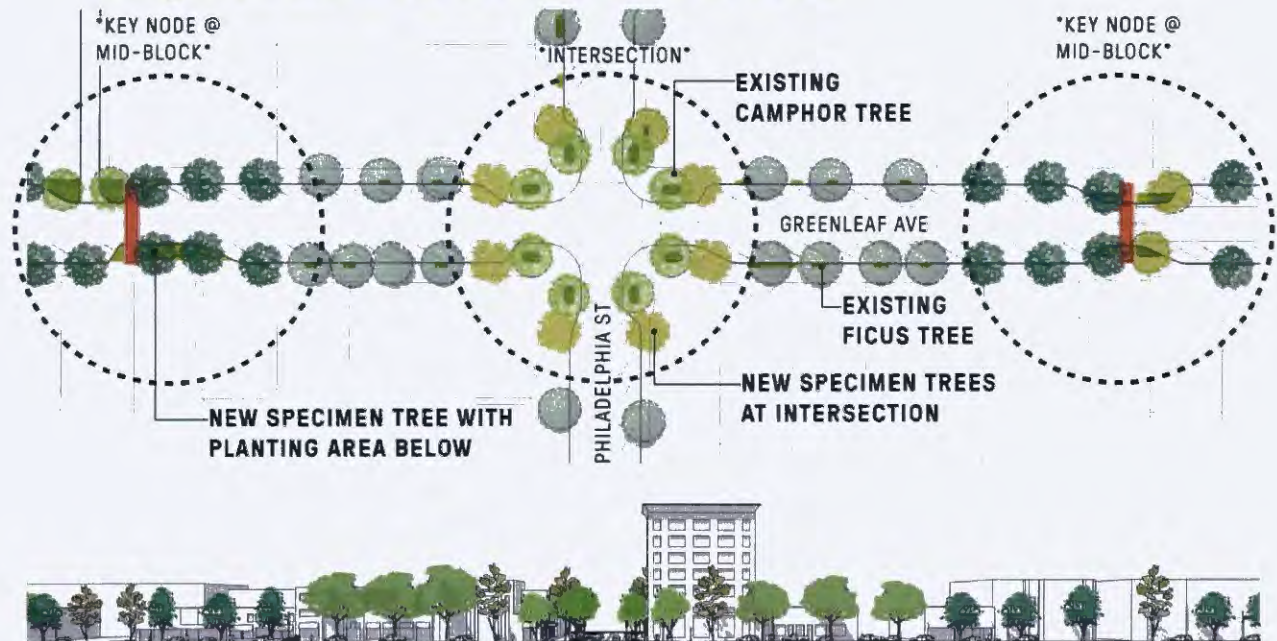 *KEY NODE @
MID-BLOCK*
*INTERSECTION*
*KEY NODE @
MID-BLOCK*
EXISTING
CAMPHOR TREE
GREENLEAF AVE
EXISTING
FICUS TREE
PHILADELPHIA ST
NEW SPECIMEN TREES
AT INTERSECTION
NEW SPECIMEN TREE WITH
PLANTING AREA BELOW